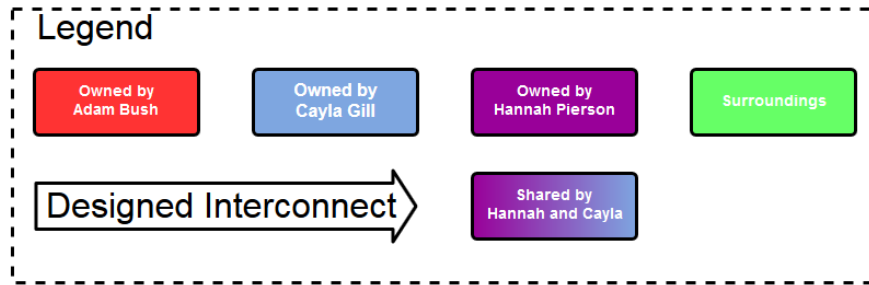 Legend
Owned by
Adam Bush
Owned by
Cayla Gill
Owned by
Hannah Pierson
Surroundings
Designed Interconnect
Shared by
Hannah and Cayla